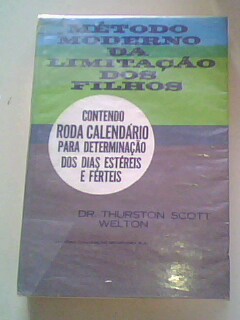 MÉTODO
MODERNO
DA
LIMITAÇÃO
DOS
FILHOS
CONTENDO
RODA CALENDÁRIO
PARA DETERMINAÇÃO
DOS DIAS ESTÉREIS
E FÉRTEIS
DR. THURSTON SCOTT
WELTON